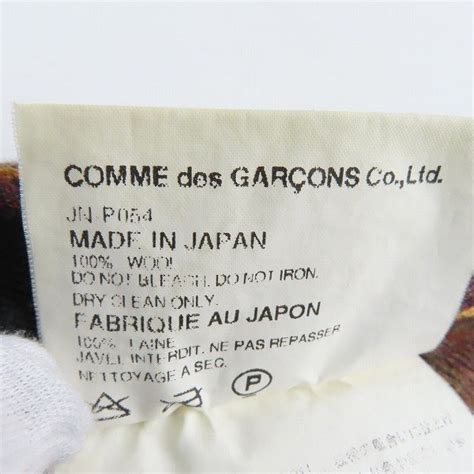 COMME des GARÇONS Co.,Ltd.
JN-P054
MADE IN JAPAN
100% WOOL
DO NOT BLEACH. DO NOT IRON.
DRY CLEAN ONLY.
FABRIQUE AU JAPON
100% LAINE
JAVEL INTERDIT. NE PAS REPASSER
NETTOYAGE A SEC.
P